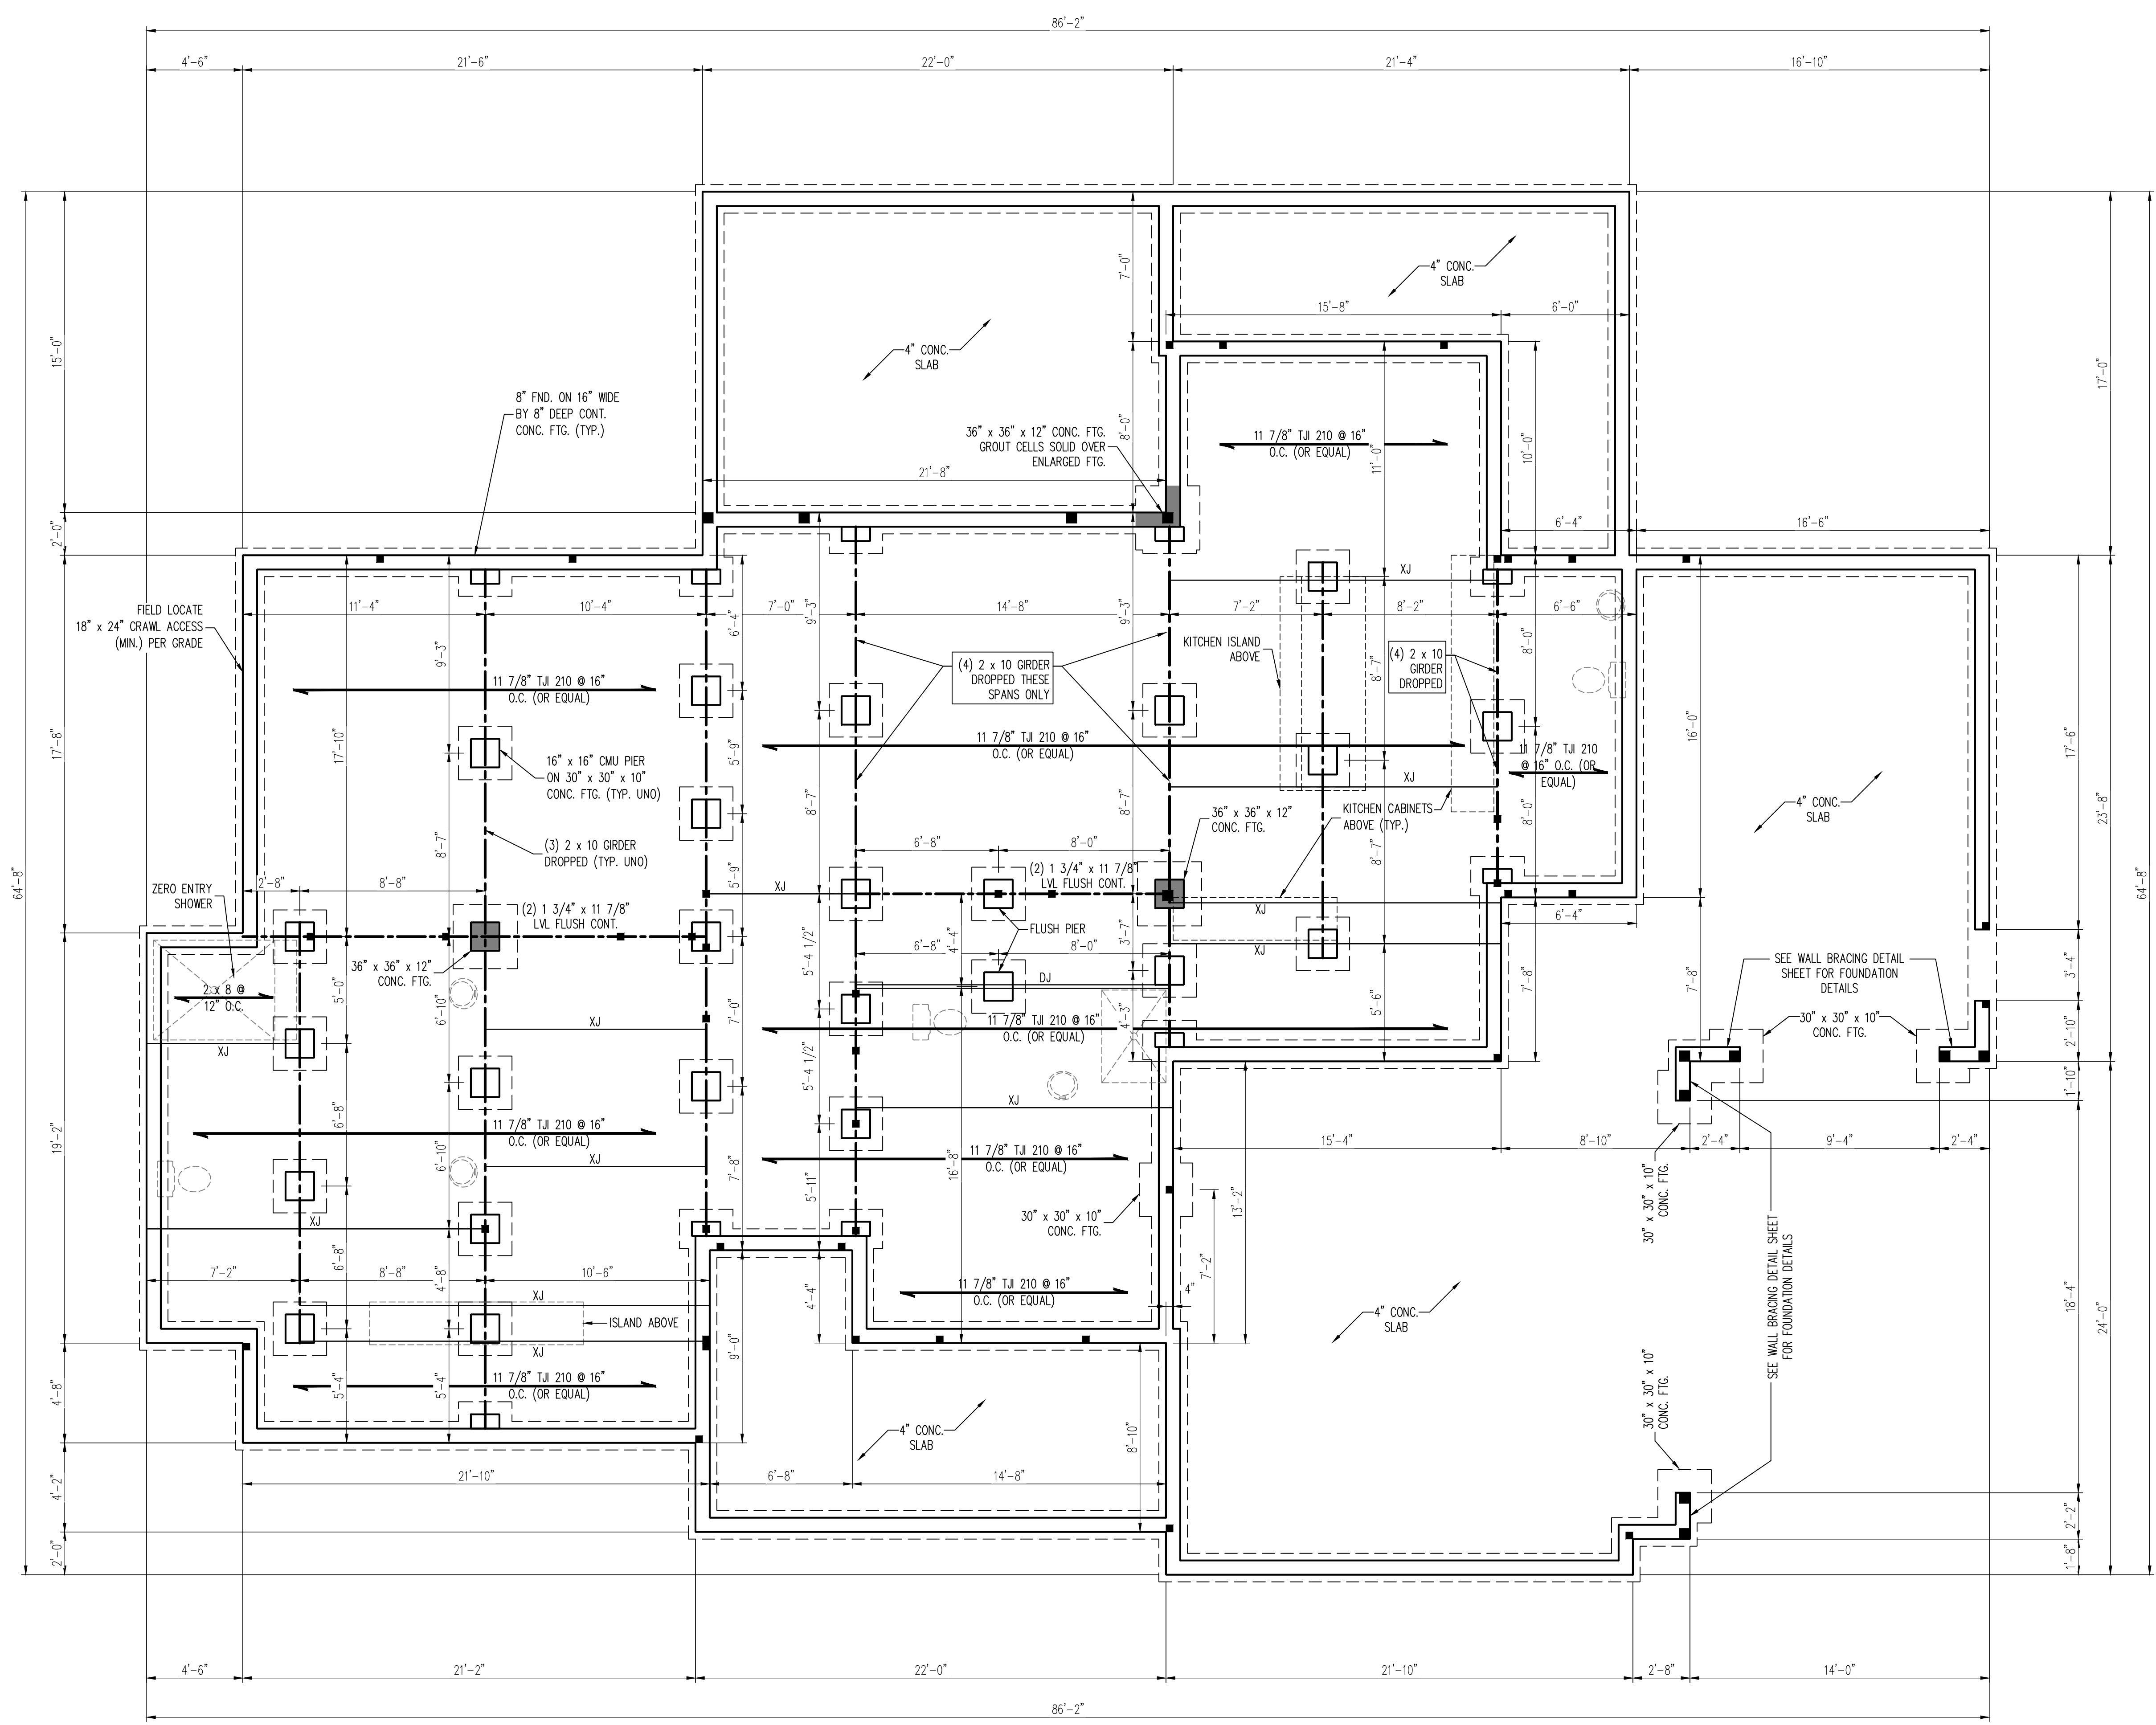 86'-2"
4'-6"
21'-6"
22'-0"
21'-4"
16'-10"
64'-8"
15'-0"
2'-0"
17'-8"
19'-2"
4'-8"
4'-2"
2'-0"
7'-0"
8'-0"
4" CONC.
SLAB
15'-8"
6'-0"
4" CONC.
SLAB
17'-0"
64'-8"
8" FND. ON 16" WIDE
BY 8" DEEP CONT.
CONC. FTG. (TYP.)
36" x 36" x 12" CONC. FTG.
GROUT CELLS SOLID OVER
ENLARGED FTG.
21'-8"
11 7/8" TJI 210 @ 16"
O.C. (OR EQUAL)
11'-0"
10'-0"
6'-4"
16'-6"
FIELD LOCATE
18" x 24" CRAWL ACCESS
(MIN.) PER GRADE
11'-4"
10'-4"
7'-0"
14'-8"
7'-2"
8'-2"
6'-6"
XJ
9'-3"
6'-4"
9'-3"
9'-3"
8'-0"
17'-10"
11 7/8" TJI 210 @ 16"
O.C. (OR EQUAL)
(4) 2 x 10 GIRDER
DROPPED THESE
SPANS ONLY
KITCHEN ISLAND
ABOVE
(4) 2 x 10
GIRDER
DROPPED
8'-7"
16'-0"
17'-6"
23'-8"
16" x 16" CMU PIER
ON 30" x 30" x 10"
CONC. FTG. (TYP. UNO)
5'-9"
8'-7"
8'-7"
11 7/8" TJI 210 @ 16"
O.C. (OR EQUAL)
XJ
11 7/8" TJI 210
@ 16" O.C. (OR
EQUAL)
8'-0"
4" CONC.
SLAB
(3) 2 x 10 GIRDER
DROPPED (TYP. UNO)
8'-7"
5'-9"
6'-8"
8'-0"
36" x 36" x 12"
CONC. FTG.
KITCHEN CABINETS
ABOVE (TYP.)
8'-7"
(2) 1 3/4" x 11 7/8"
LVL FLUSH CONT.
ZERO ENTRY
SHOWER
2'-8"
8'-8"
XJ
(2) 1 3/4" x 11 7/8"
LVL FLUSH CONT.
XJ
6'-4"
FLUSH PIER
6'-8"
8'-0"
4'-4"
3'-7"
XJ
36" x 36" x 12"
CONC. FTG.
5'-0"
6'-10"
7'-0"
5'-4 1/2"
DJ
2 x 8 @
12" O.C.
XJ
XJ
11 7/8" TJI 210 @ 16"
O.C. (OR EQUAL)
4'-3"
5'-6"
7'-8"
7'-8"
SEE WALL BRACING DETAIL
SHEET FOR FOUNDATION
DETAILS
3'-4"
2'-10"
30" x 30" x 10"
CONC. FTG.
5'-4 1/2"
XJ
1'-10"
6'-8"
11 7/8" TJI 210 @ 16"
O.C. (OR EQUAL)
6'-10"
XJ
7'-8"
5'-11"
16'-8"
11 7/8" TJI 210 @ 16"
O.C. (OR EQUAL)
15'-4"
8'-10"
2'-4"
9'-4"
2'-4"
30" x 30" x 10"
CONC. FTG.
30" x 30" x 10"
CONC. FTG.
13'-2"
7'-2"
XJ
6'-8"
7'-2"
8'-8"
10'-6"
4'-8"
4'-4"
11 7/8" TJI 210 @ 16"
O.C. (OR EQUAL)
4"
SEE WALL BRACING DETAIL SHEET
FOR FOUNDATION DETAILS
18'-4"
24'-0"
XJ
ISLAND ABOVE
XJ
9'-0"
4" CONC.
SLAB
11 7/8" TJI 210 @ 16"
O.C. (OR EQUAL)
5'-4"
5'-4"
4" CONC.
SLAB
8'-10"
30" x 30" x 10"
CONC. FTG.
21'-10"
6'-8"
14'-8"
2'-2"
1'-8"
4'-6"
21'-2"
22'-0"
21'-10"
2'-8"
14'-0"
86'-2"